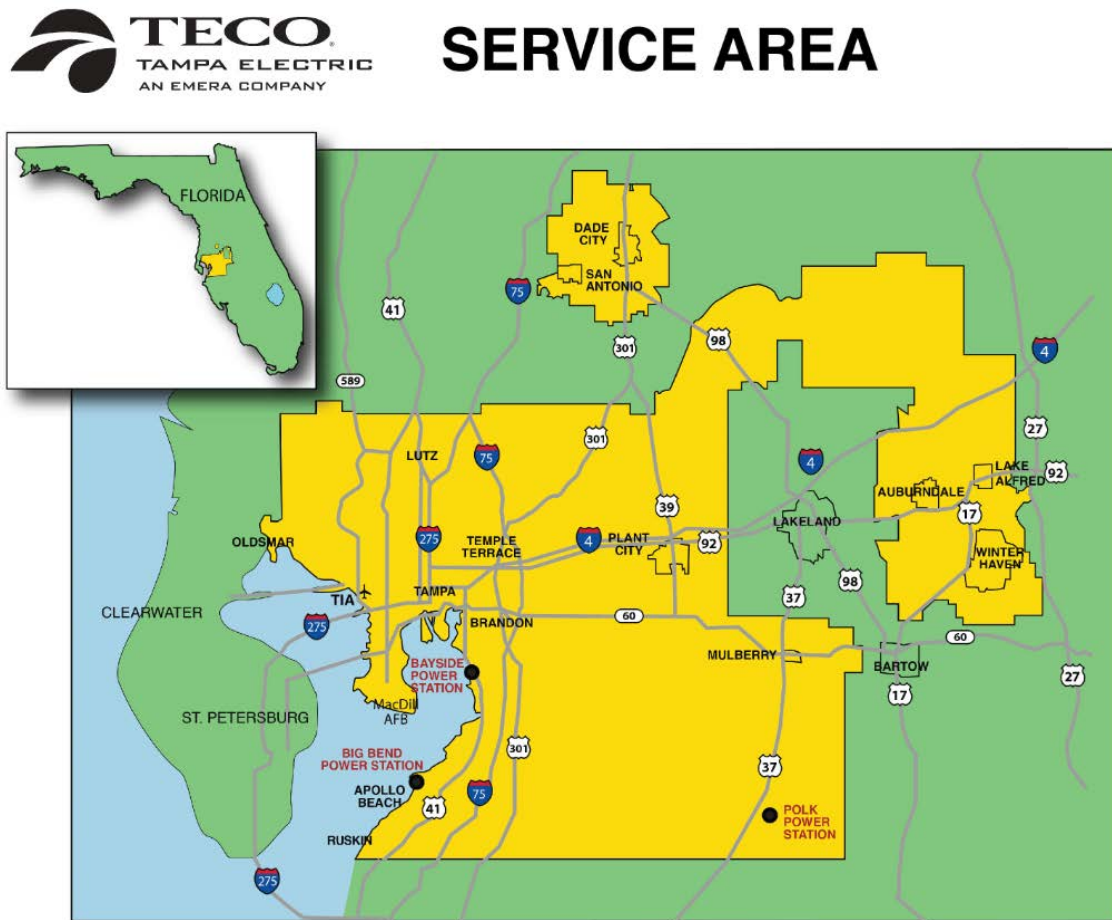 TECO.
TAMPA ELECTRIC
AN EMERA COMPANY
SERVICE AREA
FLORIDA
DADE
CITY
SAN
ANTONIO
75
41
301
98
4
589
301
27
LUTZ
75
4
LAKE
ALFRED
92
AUBURNDALE
39
17
LAKELAND
OLDSMAR
275
TEMPLE
TERRACE
4
PLANT
CITY
92
WINTER
HAVEN
98
TIA
TAMPA
37
CLEARWATER
275
BRANDON
60
60
MULBERRY
BARTOW
BAYSIDE
POWER
STATION
27
17
MacDill
AFB
ST. PETERSBURG
301
BIG BEND
POWER STATION
37
APOLLO
BEACH
75
41
POLK
POWER
STATION
RUSKIN
275